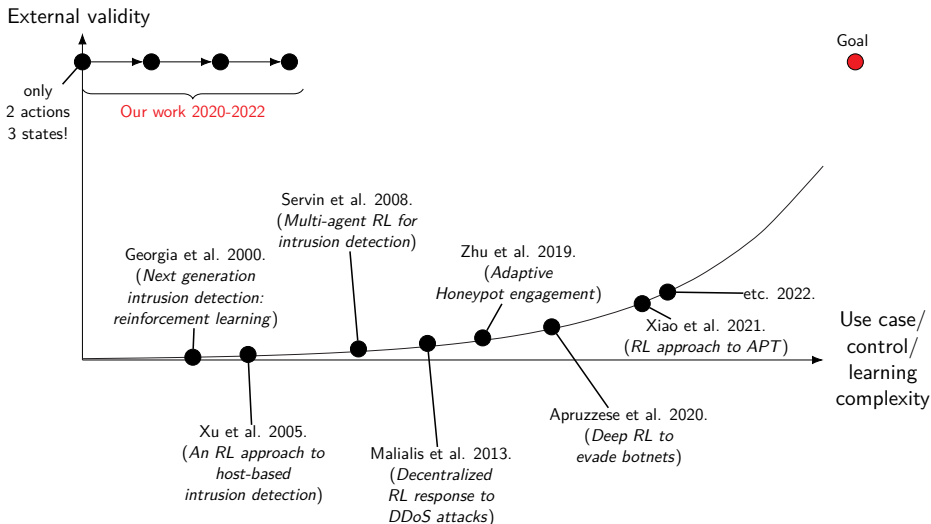 External validity
Goal
only
2 actions
3 states!
Our work 2020-2022
Servin et al. 2008.
(Multi-agent RL for
intrusion detection)
Georgia et al. 2000.
(Next generation
intrusion detection:
reinforcement learning)
Zhu et al. 2019.
(Adaptive
Honeypot engagement)
etc. 2022.
Xiao et al. 2021.
(RL approach to APT)
Use case/
control/
learning
complexity
Xu et al. 2005.
(An RL approach to
host-based
intrusion detection)
Malialis et al. 2013.
(Decentralized
RL response to
DDoS attacks)
Apruzzese et al. 2020.
(Deep RL to
evade botnets)